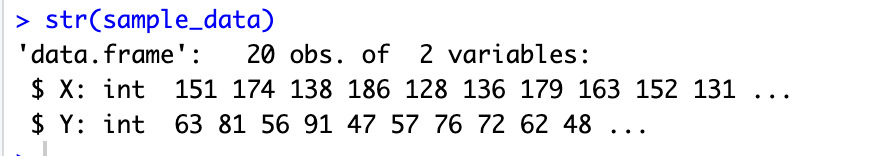 > str(sample_data)
'data.frame':   20 obs. of  2 variables:
 $ X: int  151 174 138 186 128 136 179 163 152 131 ...
 $ Y: int  63 81 56 91 47 57 76 72 62 48 ...
>